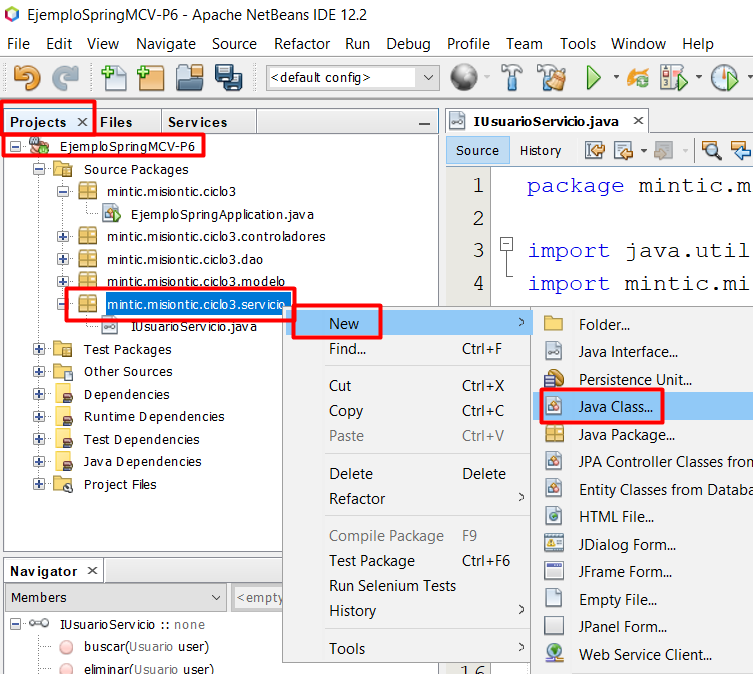 EjemploSpringMCV-P6 - Apache NetBeans IDE 12.2
File Edit View Navigate Source Refactor Run Debug Profile Team Tools Window Help
<default config>
Projects Files Services
EjemploSpringMCV-P6
Source Packages
mintic.misiontic.ciclo3
EjemploSpringApplication.java
mintic.misiontic.ciclo3.controladores
mintic.misiontic.ciclo3.dao
mintic.misiontic.ciclo3.modelo
mintic.misiontic.ciclo3.servicio
IUsuarioServicio.java
Test Packages
Other Sources
Dependencies
Runtime Dependencies
Test Dependencies
Java Dependencies
Project Files
Navigator
Members
<empty
IUsuarioServicio :: none
buscar(Usuario user)
eliminar(Usuario user)
IUsuarioServicio.java
Source History
1 package mintic.m
2
3 import java.util
4 import mintic.mi
16
New
Find... Ctrl+F
Cut Ctrl+X
Copy Ctrl+C
Paste Ctrl+V
Delete Delete
Refactor
Compile Package F9
Test Package Ctrl+F6
Run Selenium Tests
History
Tools
Folder...
Java Interface...
Persistence Unit...
Java Class...
Java Package...
JPA Controller Classes from
Entity Classes from Databa
HTML File...
JDialog Form...
JFrame Form...
Empty File...
JPanel Form...
Web Service Client...